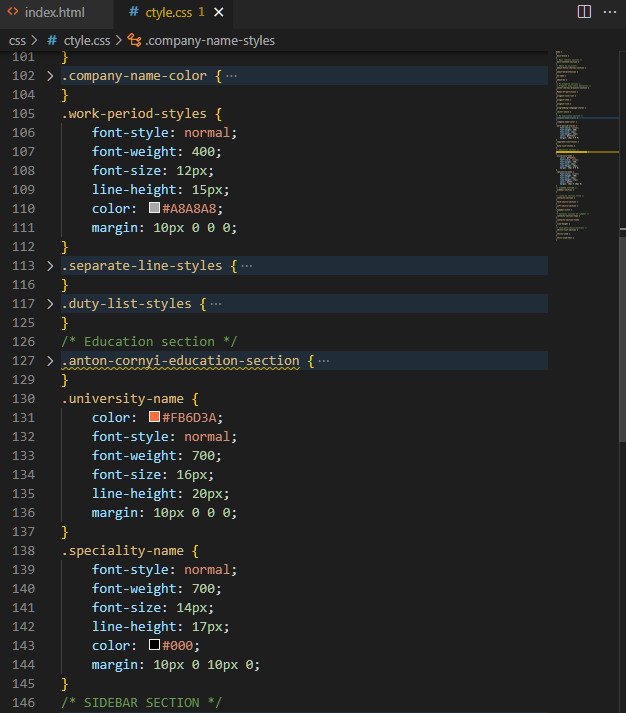 index.html
ctyle.css 1
css > ctyle.css > .company-name-styles
101 }
102 .company-name-color { ···
104 }
105 .work-period-styles {
106 font-style: normal;
107 font-weight: 400;
108 font-size: 12px;
109 line-height: 15px;
110 color: #A8A8A8;
111 margin: 10px 0 0 0;
112 }
113 .separate-line-styles { ···
116 }
117 .duty-list-styles { ···
125 }
126 /* Education section */
127 .anton-cornyi-education-section { ···
129 }
130 .university-name {
131 color: #FB6D3A;
132 font-style: normal;
133 font-weight: 700;
134 font-size: 16px;
135 line-height: 20px;
136 margin: 10px 0 0 0;
137 }
138 .speciality-name {
139 font-style: normal;
140 font-weight: 700;
141 font-size: 14px;
142 line-height: 17px;
143 color: #000;
144 margin: 10px 0 10px 0;
145 }
146 /* SIDEBAR SECTION */